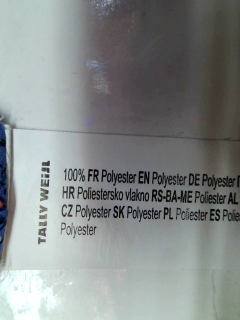 TALLY WEiJL
100% FR Polyester EN Polyester DE Polyester
HR Poliestersko vlakno RS-BA-ME Poliester AL
CZ Polyester SK Polyester PL Poliester ES
Polyester